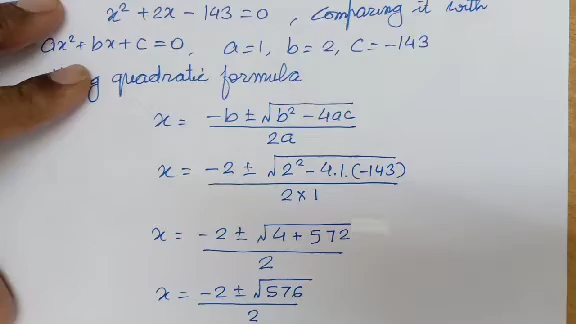 x² + 2x - 143 = 0 , Comparing it with
ax² + bx + c = 0, a = 1, b = 2, c = -143
quadratic formula
x = (-b ± √(b² - 4ac)) / 2a
x = (-2 ± √(2² - 4.1.(-143))) / 2×1
x = (-2 ± √(4 + 572)) / 2
x = (-2 ± √576) / 2